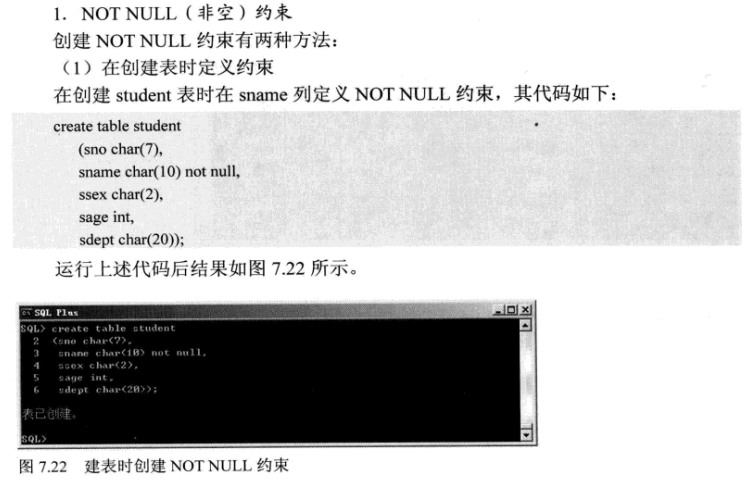 1. NOT NULL（非空）约束
创建 NOT NULL 约束有两种方法：
（1）在创建表时定义约束
在创建 student 表时在 sname 列定义 NOT NULL 约束，其代码如下：
create table student
(sno char(7),
sname char(10) not null,
ssex char(2),
sage int,
sdept char(20));
运行上述代码后结果如图 7.22 所示。
SQL Plus
SQL> create table student
2 (sno char(7),
3 sname char(10) not null,
4 ssex char(2),
5 sage int,
6 sdept char(20));
表已创建。
SQL>
图 7.22 建表时创建 NOT NULL 约束